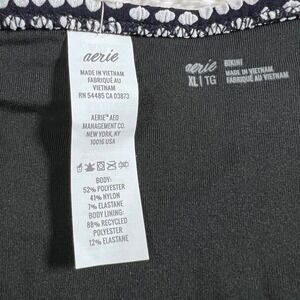 aerie
MADE IN VIETNAM
FABRIQUÉ AU
VIETNAM
RN 54485 CA 03873
AERIE™ AEO
MANAGEMENT CO.
NEW YORK, NY
10016 USA
BODY:
52% POLYESTER
41% NYLON
7% ELASTANE
BODY LINING:
88% RECYCLED
POLYESTER
12% ELASTANE
aerie
XL | TG
BIKINI
MADE IN VIETNAM
FABRIQUÉ AU VIETNAM